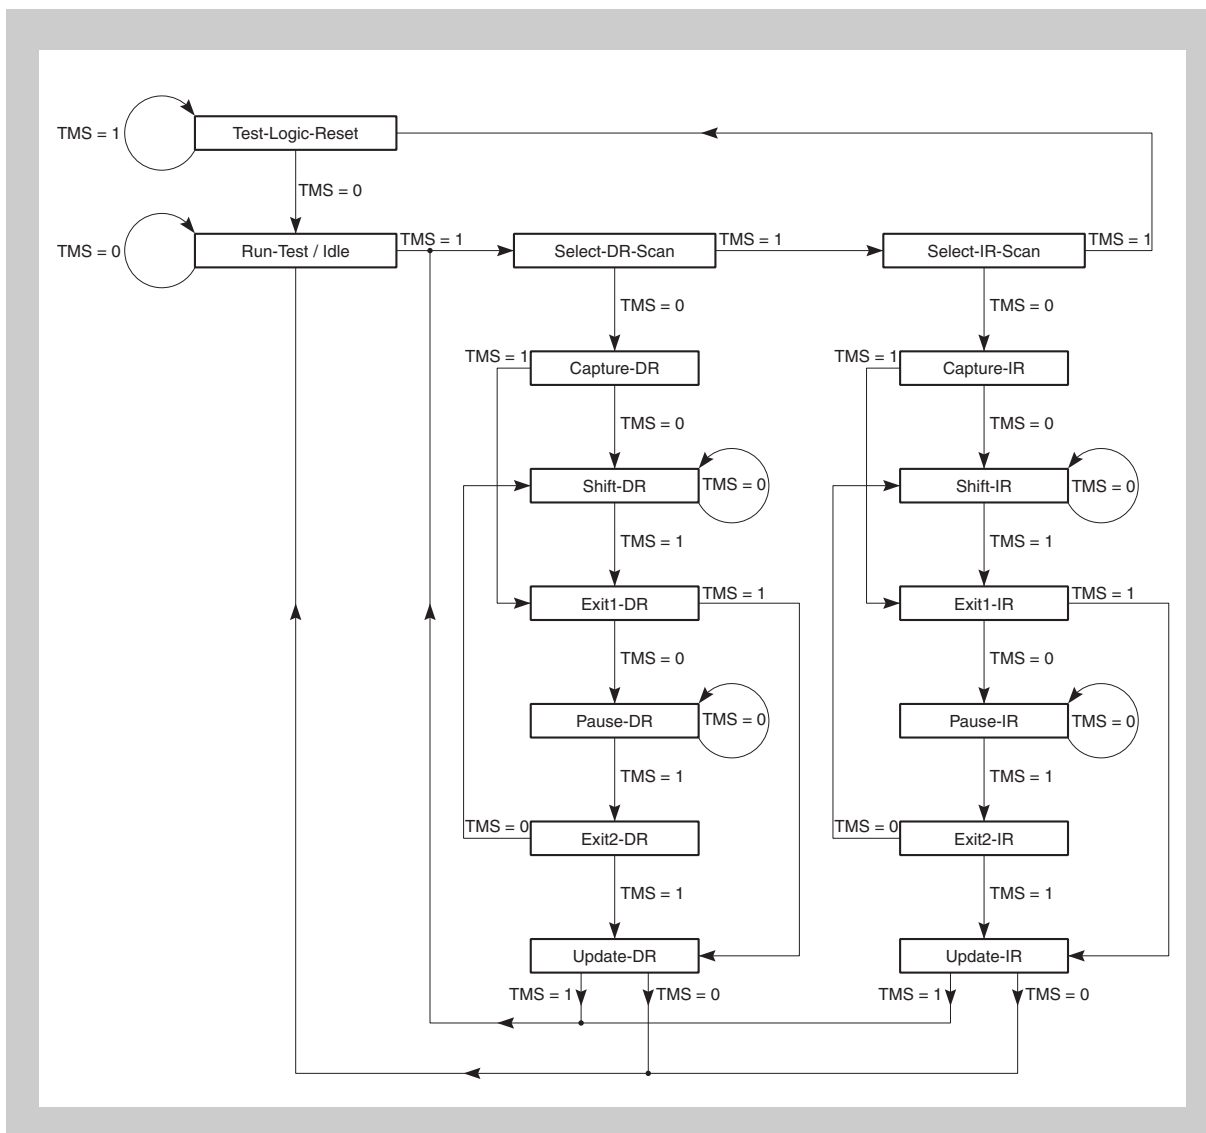 TMS = 1
Test-Logic-Reset
TMS = 0
TMS = 0
Run-Test / Idle
TMS = 1
Select-DR-Scan
TMS = 1
Select-IR-Scan
TMS = 1
TMS = 0
TMS = 0
TMS = 1
Capture-DR
TMS = 1
Capture-IR
TMS = 0
TMS = 0
Shift-DR
TMS = 0
Shift-IR
TMS = 0
TMS = 1
TMS = 1
Exit1-DR
TMS = 1
Exit1-IR
TMS = 1
TMS = 0
TMS = 0
Pause-DR
TMS = 0
Pause-IR
TMS = 0
TMS = 1
TMS = 1
TMS = 0
Exit2-DR
TMS = 0
Exit2-IR
TMS = 1
TMS = 1
Update-DR
Update-IR
TMS = 1
TMS = 0
TMS = 1
TMS = 0